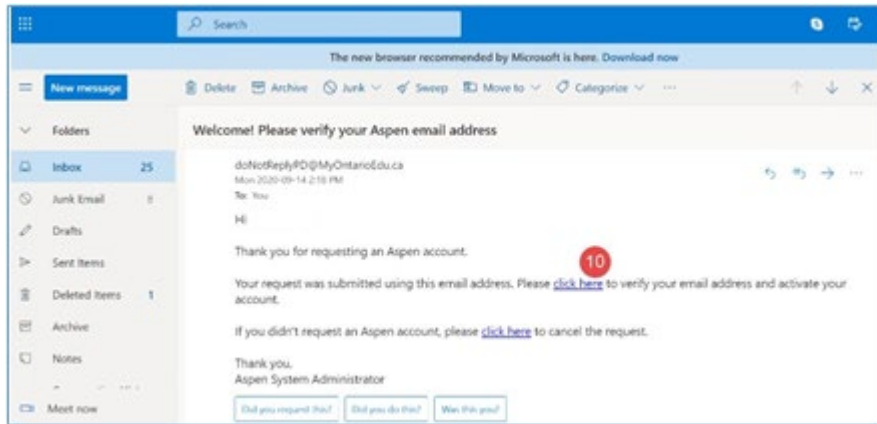 Search
The new browser recommended by Microsoft is here. Download now
New message
Delete Archive Junk Sweep Move to Categorize ...
Folders
Welcome! Please verify your Aspen email address
Inbox 25
doNotReplyPD@MyOntarioEdu.ca
Mon 2020-09-14 2:18 PM
To: You
Junk Email
Hi
Drafts
Thank you for requesting an Aspen account.
10
Sent Items
Your request was submitted using this email address. Please click here to verify your email address and activate your
account.
Deleted Items 1
If you didn't request an Aspen account, please click here to cancel the request.
Archive
Notes
Thank you,
Aspen System Administrator
Meet now
Did you request this? Did you do this? Was this you?